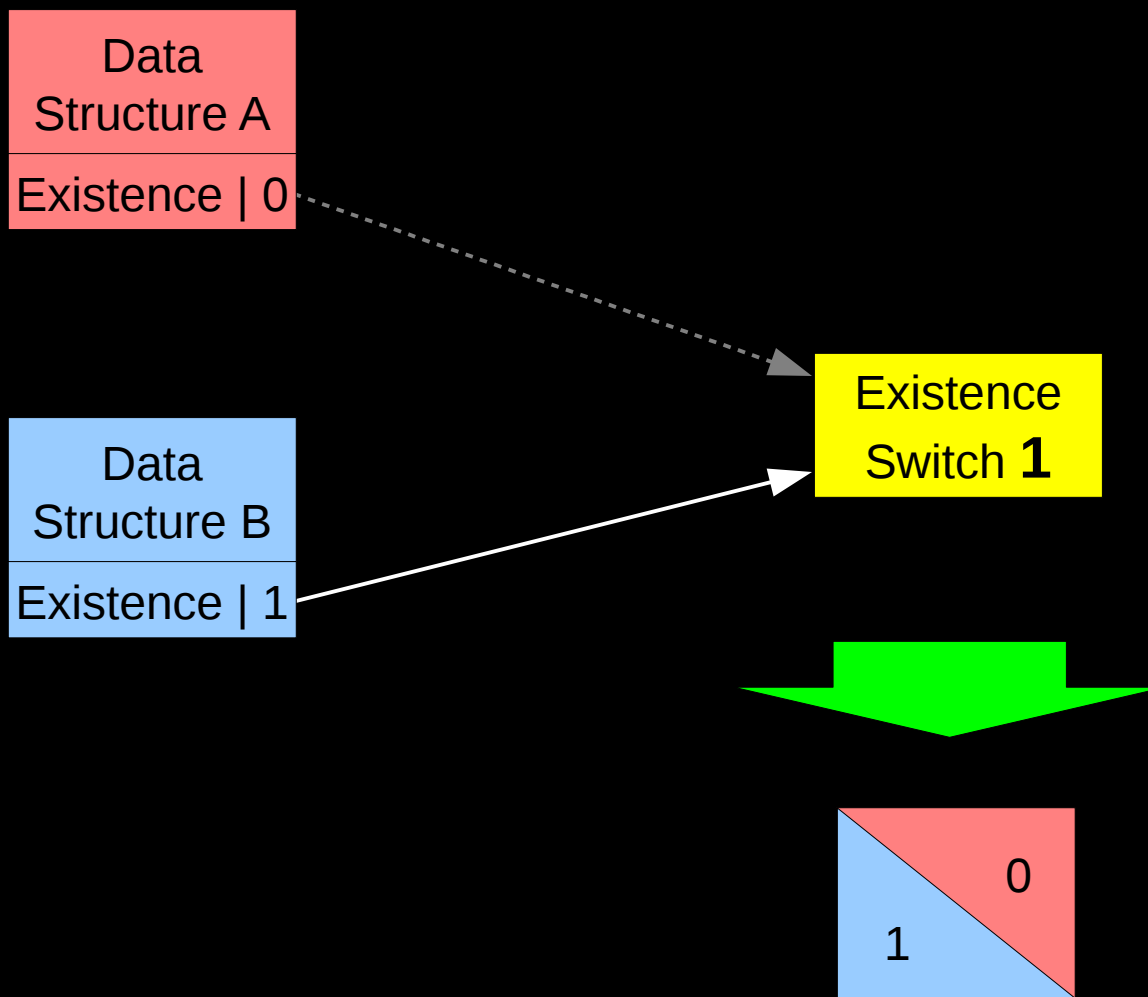 Data
Structure A
Existence | 0
Existence
Switch 1
Data
Structure B
Existence | 1
0
1